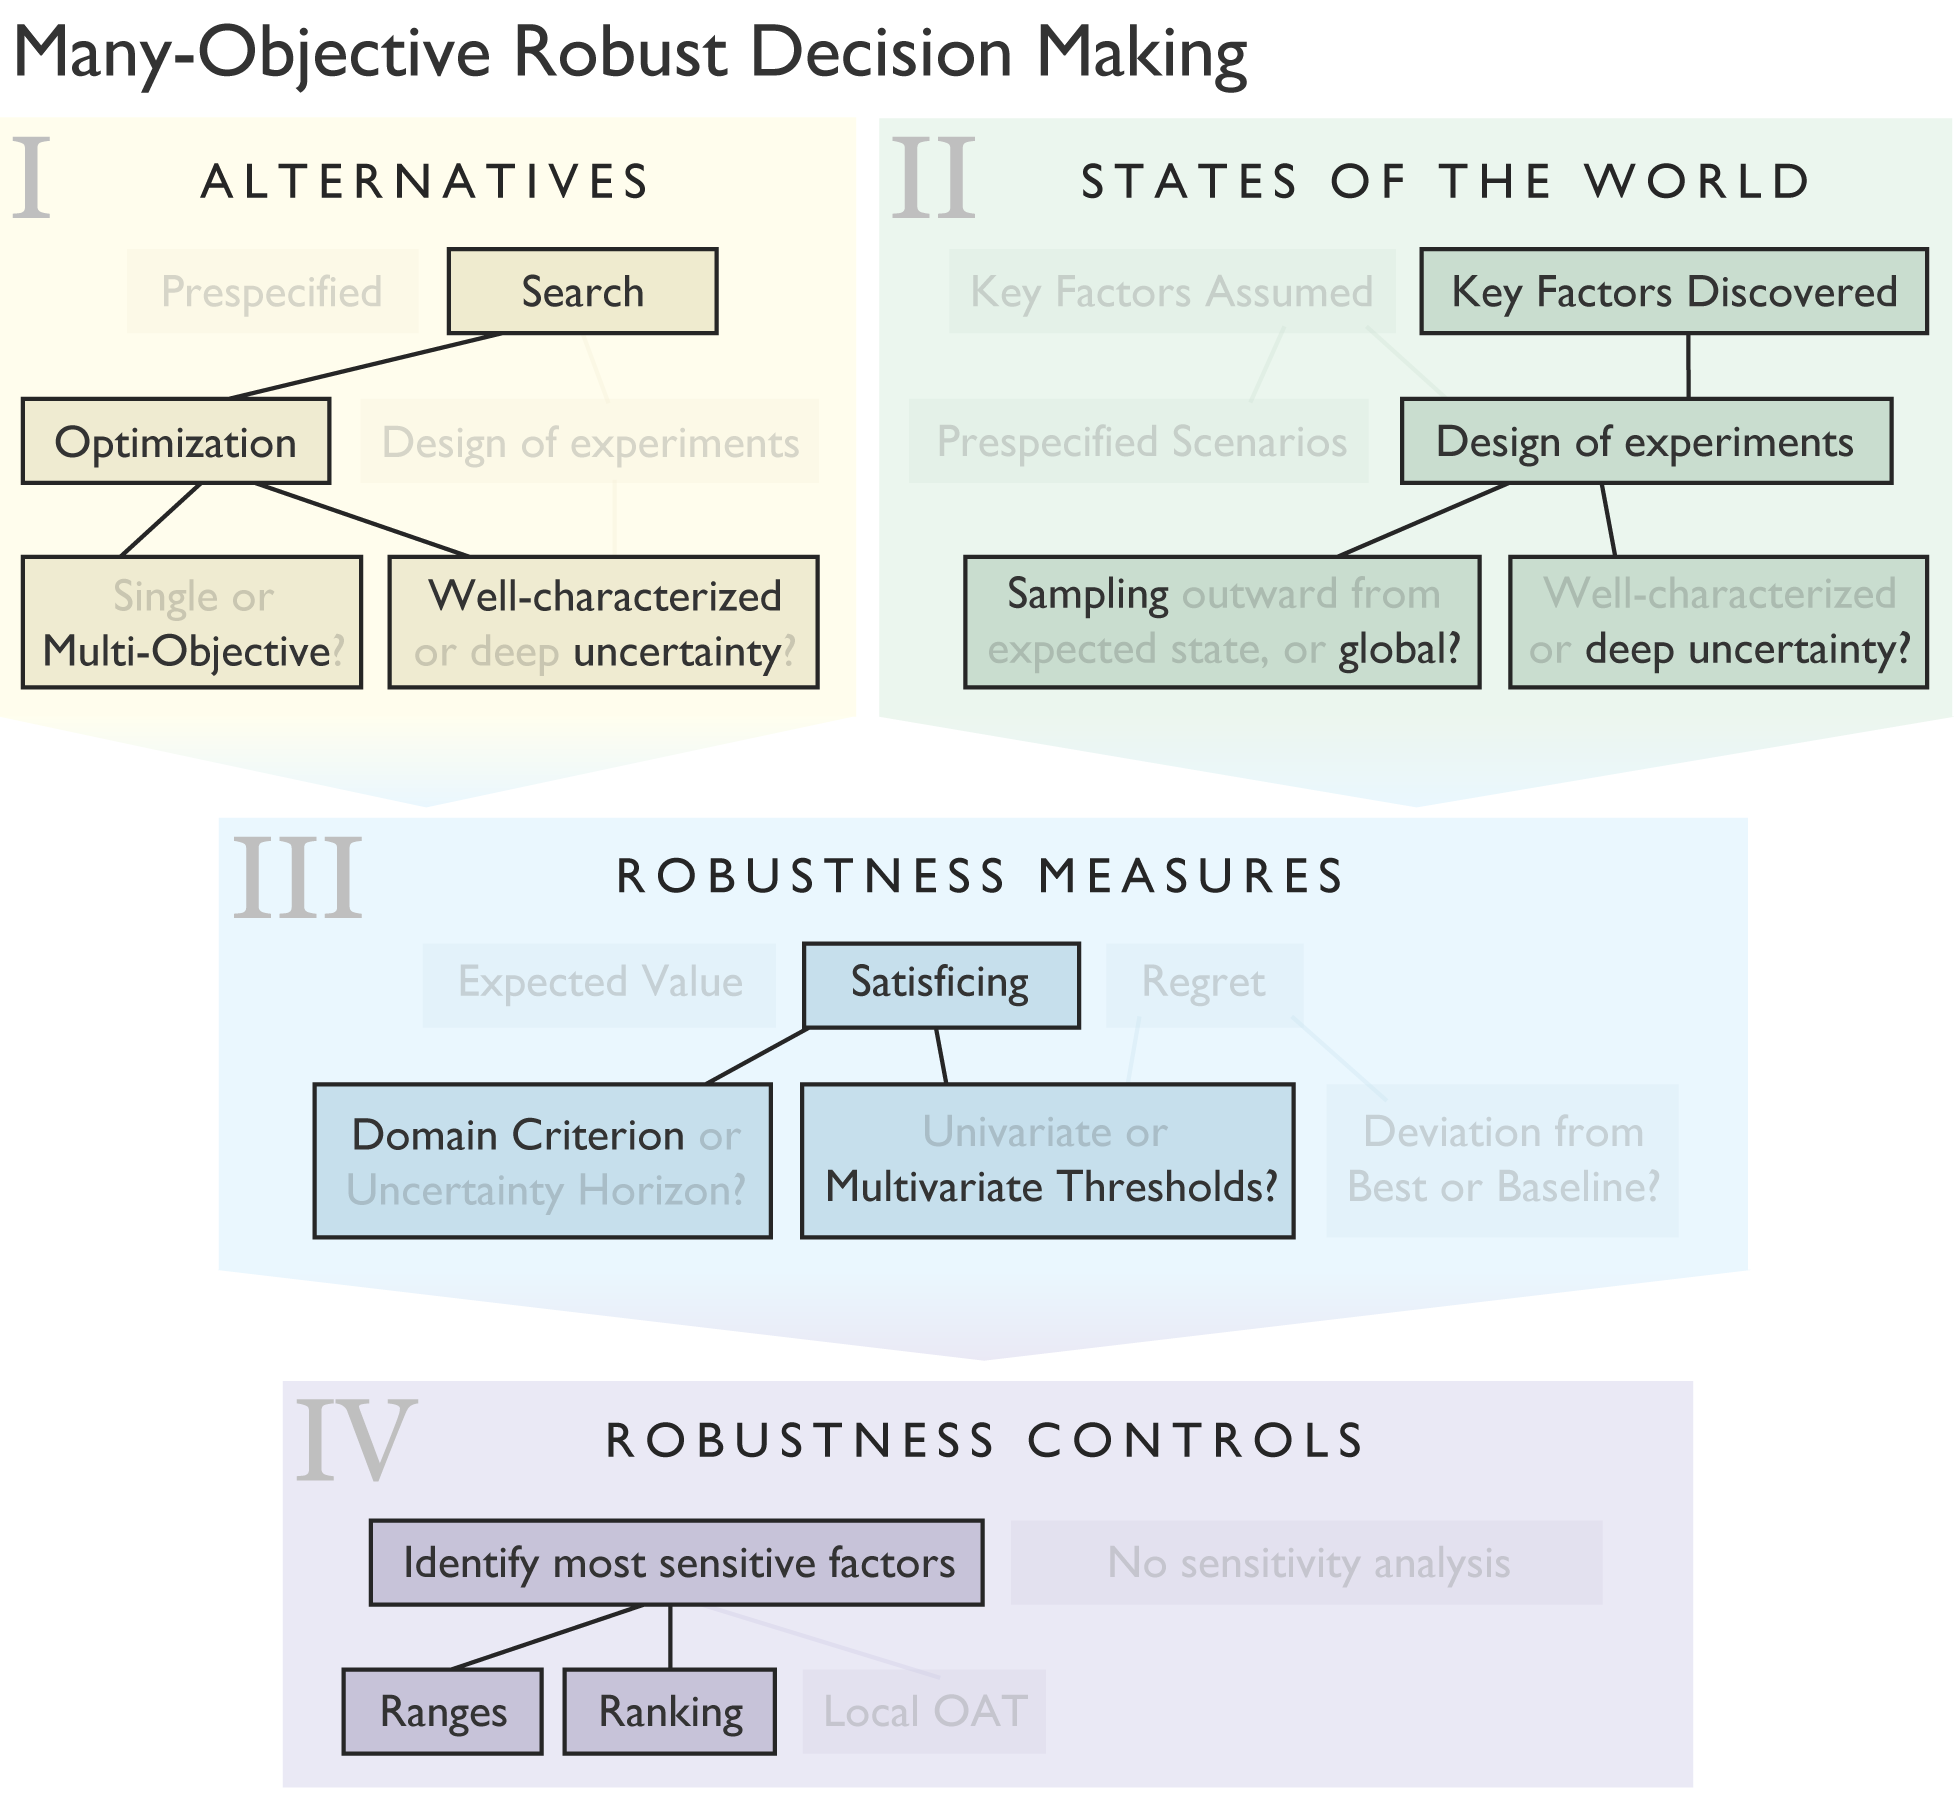 Many-Objective Robust Decision Making
I
ALTERNATIVES
Prespecified
Search
Optimization
Design of experiments
Single or
Multi-Objective?
Well-characterized
or deep uncertainty?
II
STATES OF THE WORLD
Key Factors Assumed
Key Factors Discovered
Prespecified Scenarios
Design of experiments
Sampling outward from
expected state, or global?
Well-characterized
or deep uncertainty?
III
ROBUSTNESS MEASURES
Expected Value
Satisficing
Regret
Domain Criterion or
Uncertainty Horizon?
Univariate or
Multivariate Thresholds?
Deviation from
Best or Baseline?
IV
ROBUSTNESS CONTROLS
Identify most sensitive factors
No sensitivity analysis
Ranges
Ranking
Local OAT